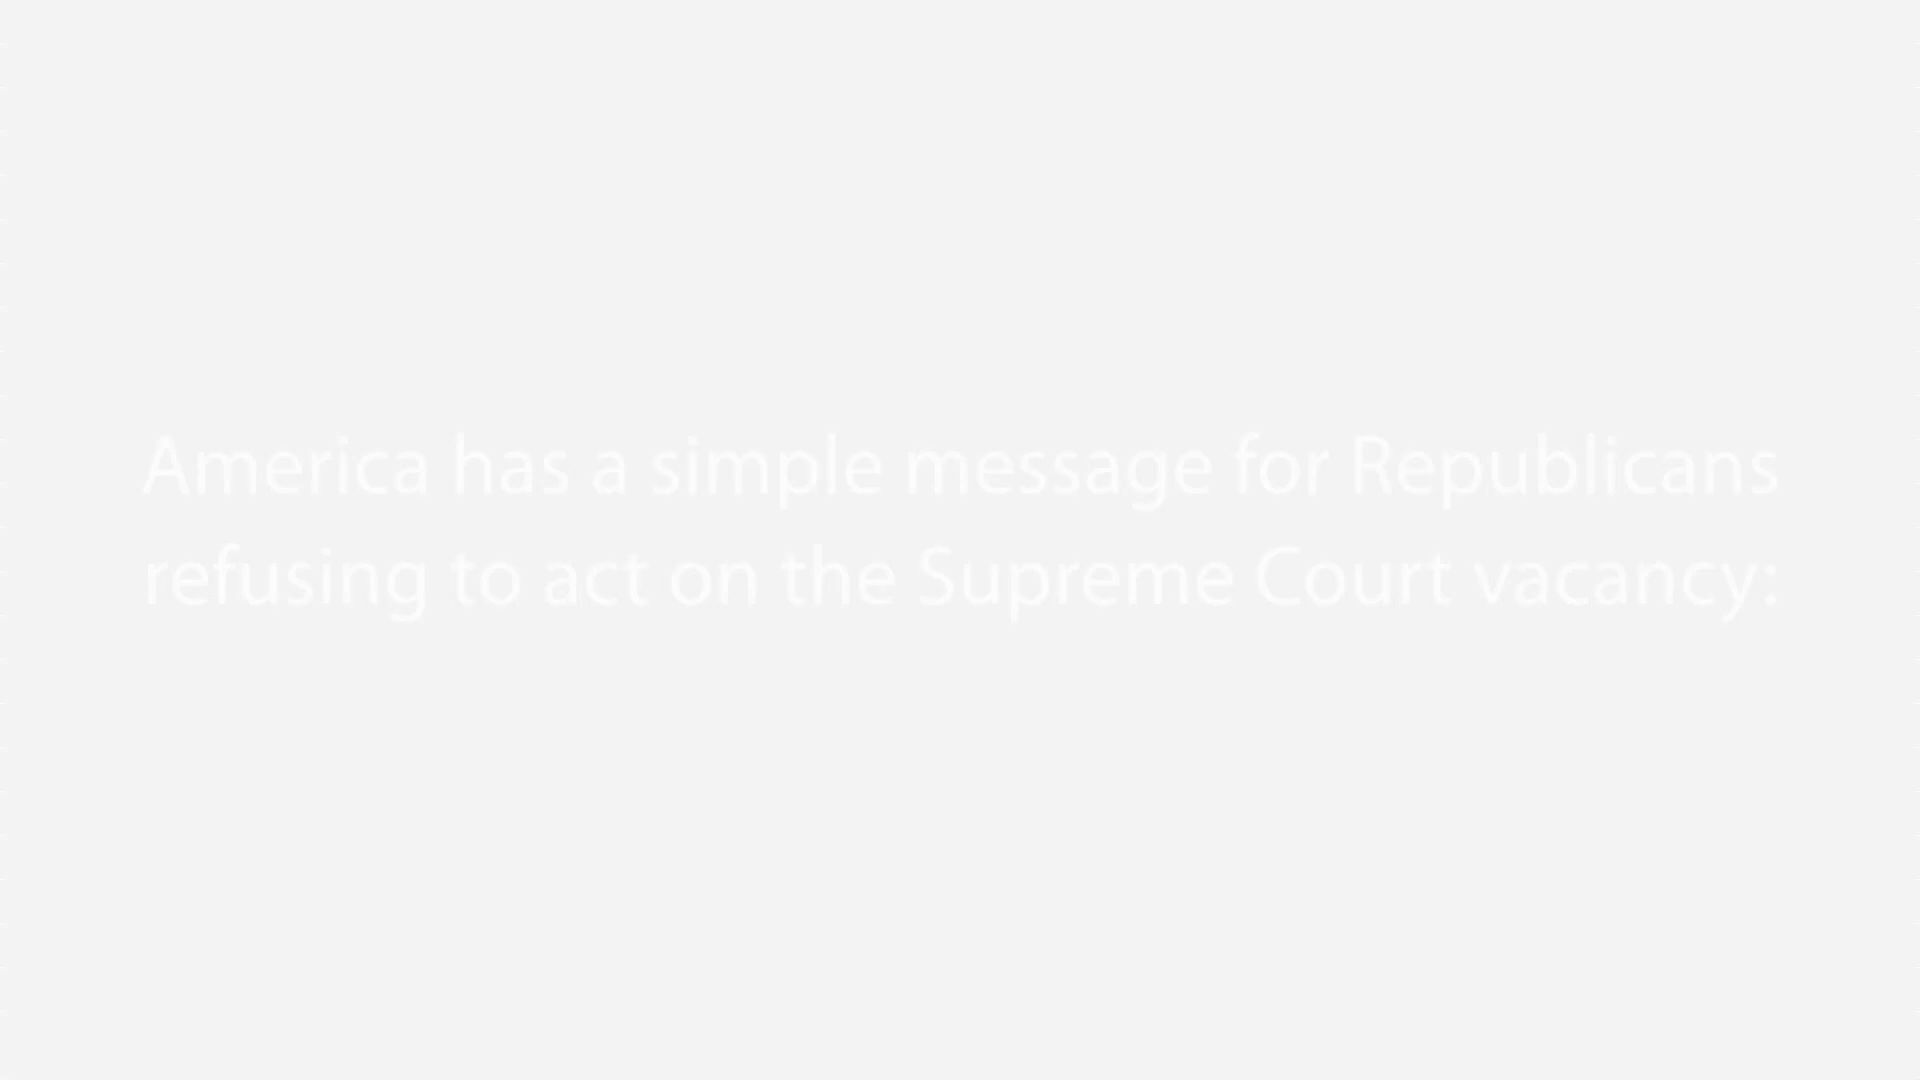 America has a simple message for Republicans
refusing to act on the Supreme Court vacancy: